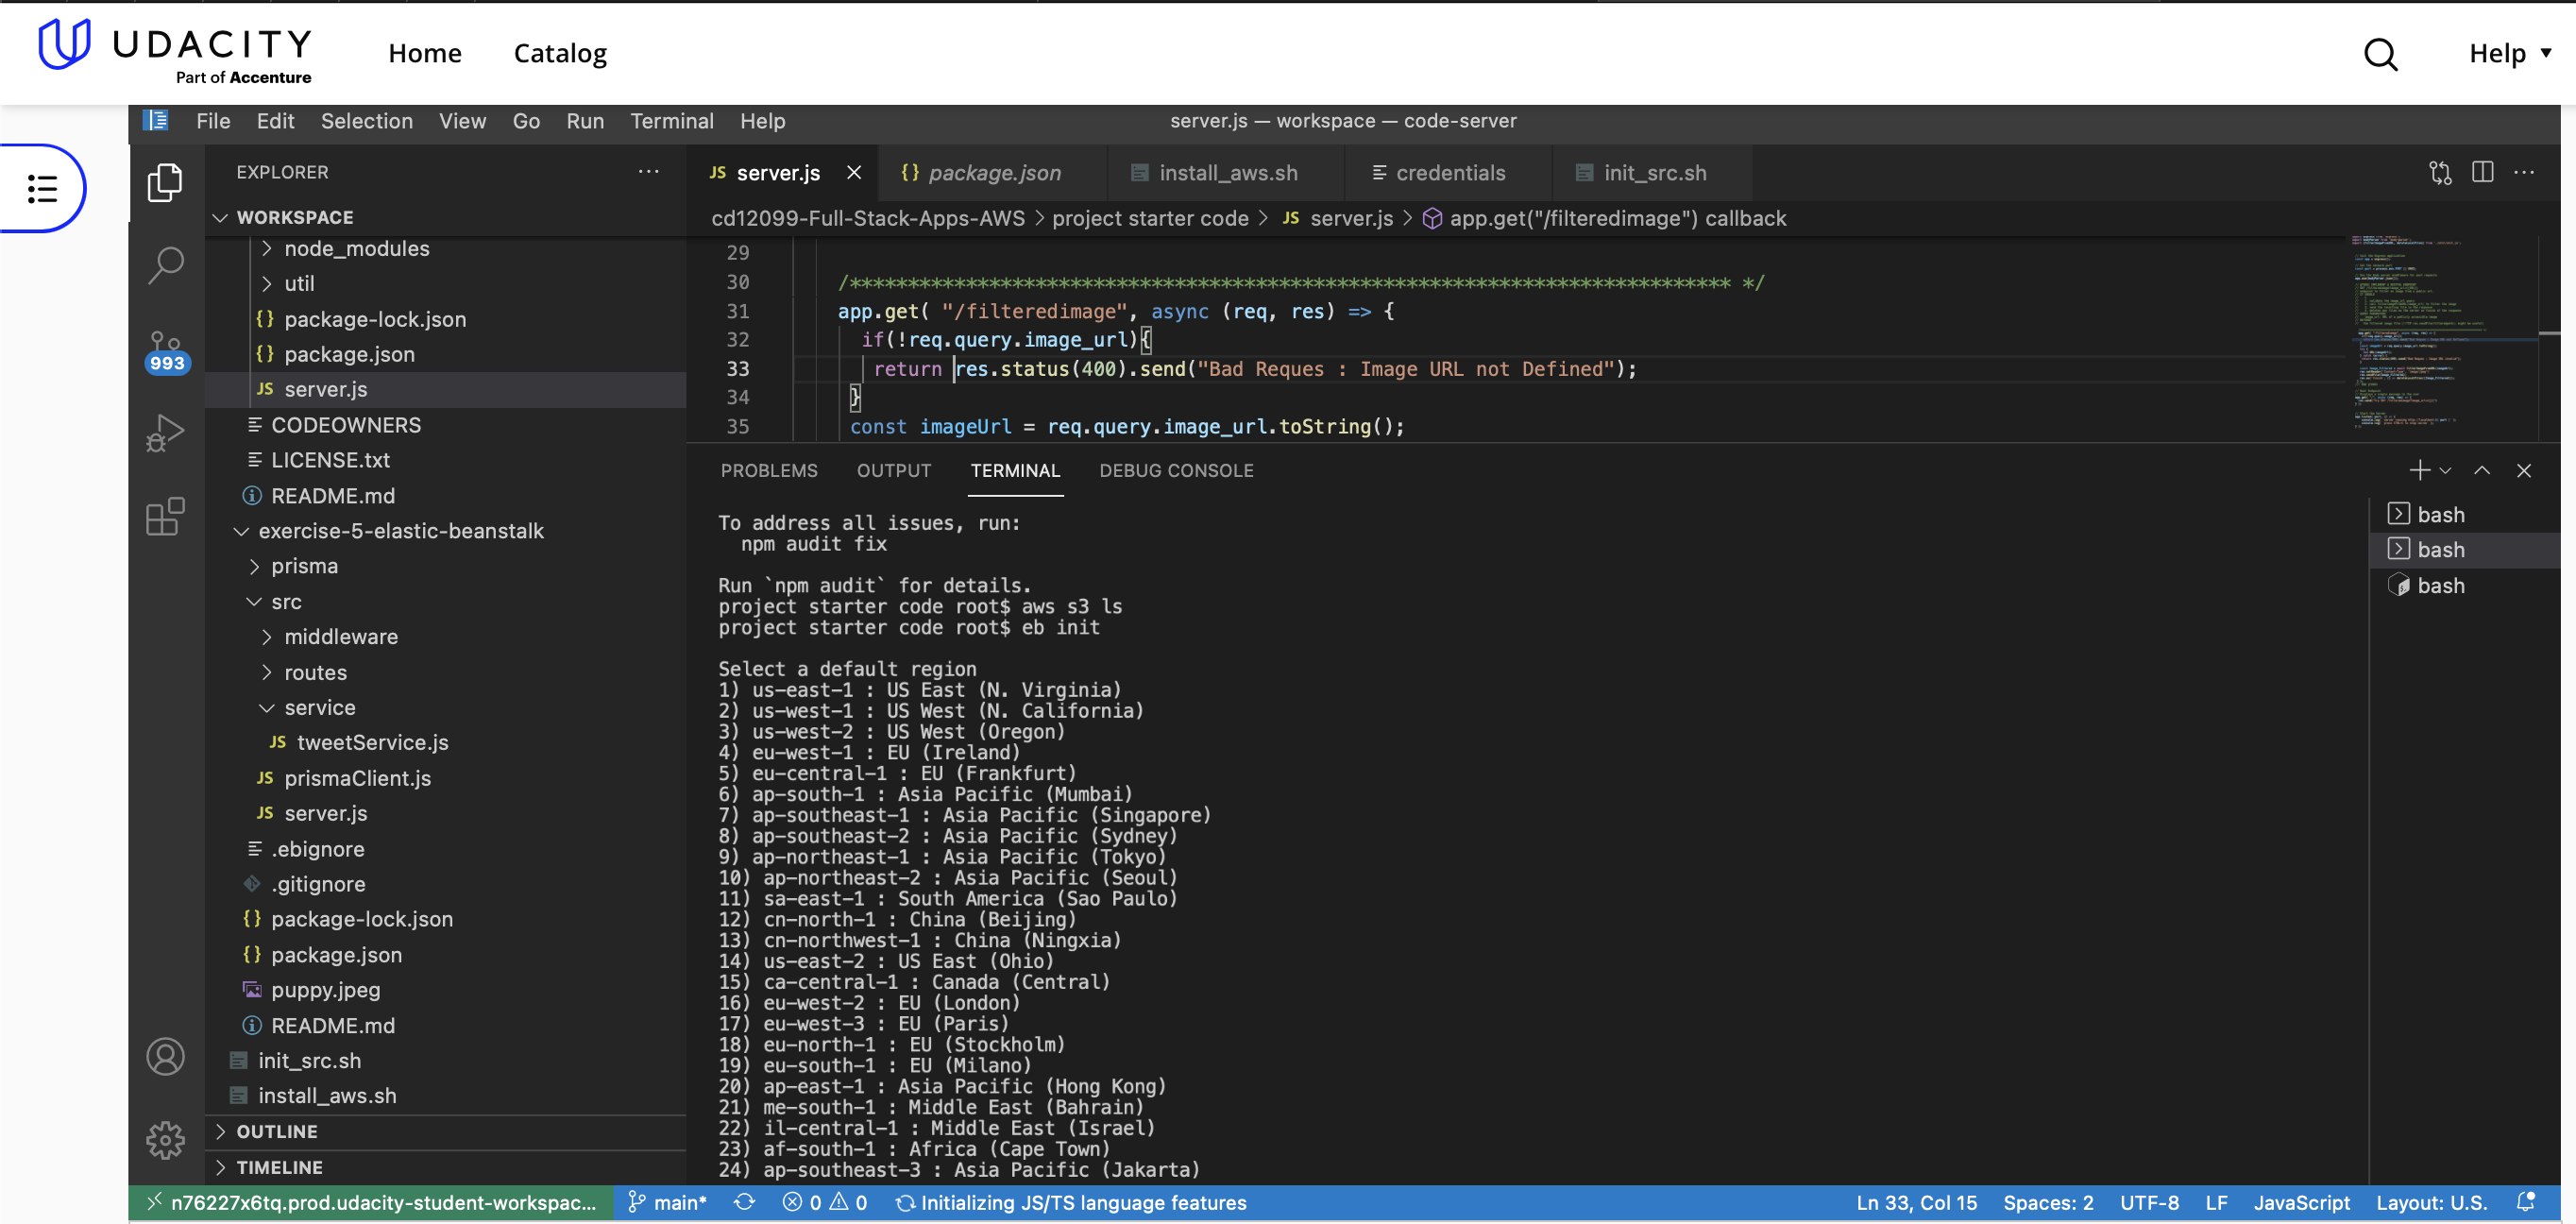 UDACITY
Part of Accenture
Home
Catalog
Help
File Edit Selection View Go Run Terminal Help
server.js — workspace — code-server
EXPLORER
WORKSPACE
node_modules
util
{} package-lock.json
{} package.json
JS server.js
CODEOWNERS
LICENSE.txt
README.md
exercise-5-elastic-beanstalk
prisma
src
middleware
routes
service
JS tweetService.js
JS prismaClient.js
JS server.js
.ebignore
.gitignore
{} package-lock.json
{} package.json
puppy.jpeg
README.md
init_src.sh
install_aws.sh
OUTLINE
TIMELINE
993
JS server.js
{} package.json
install_aws.sh
credentials
init_src.sh
cd12099-Full-Stack-Apps-AWS > project starter code > JS server.js > app.get("/filteredimage") callback
29
30 /**************************************************************************** */
31 app.get( "/filteredimage", async (req, res) => {
32 if(!req.query.image_url){
33 return res.status(400).send("Bad Reques : Image URL not Defined");
34 }
35 const imageUrl = req.query.image_url.toString();
PROBLEMS OUTPUT TERMINAL DEBUG CONSOLE
To address all issues, run:
npm audit fix
Run `npm audit` for details.
project starter code root$ aws s3 ls
project starter code root$ eb init
Select a default region
1) us-east-1 : US East (N. Virginia)
2) us-west-1 : US West (N. California)
3) us-west-2 : US West (Oregon)
4) eu-west-1 : EU (Ireland)
5) eu-central-1 : EU (Frankfurt)
6) ap-south-1 : Asia Pacific (Mumbai)
7) ap-southeast-1 : Asia Pacific (Singapore)
8) ap-southeast-2 : Asia Pacific (Sydney)
9) ap-northeast-1 : Asia Pacific (Tokyo)
10) ap-northeast-2 : Asia Pacific (Seoul)
11) sa-east-1 : South America (Sao Paulo)
12) cn-north-1 : China (Beijing)
13) cn-northwest-1 : China (Ningxia)
14) us-east-2 : US East (Ohio)
15) ca-central-1 : Canada (Central)
16) eu-west-2 : EU (London)
17) eu-west-3 : EU (Paris)
18) eu-north-1 : EU (Stockholm)
19) eu-south-1 : EU (Milano)
20) ap-east-1 : Asia Pacific (Hong Kong)
21) me-south-1 : Middle East (Bahrain)
22) il-central-1 : Middle East (Israel)
23) af-south-1 : Africa (Cape Town)
24) ap-southeast-3 : Asia Pacific (Jakarta)
bash
bash
bash
n76227x6tq.prod.udacity-student-workspac... main* 0 0 Initializing JS/TS language features
Ln 33, Col 15 Spaces: 2 UTF-8 LF JavaScript Layout: U.S.